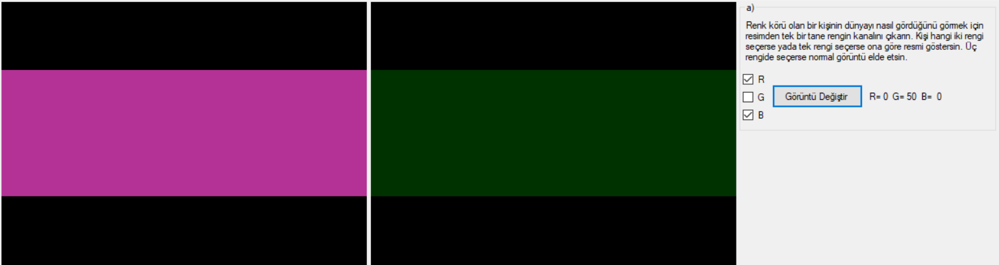 a)
Renk körü olan bir kişinin dünyayı nasıl gördüğünü görmek için
resimden tek bir tane rengin kanalını çıkarın. Kişi hangi iki rengi
seçerse yada tek rengi seçerse ona göre resmi göstersin. Üç
rengide seçerse normal görüntü elde etsin.
R
G
Görüntü Değiştir
R= 0 G= 50 B= 0
B